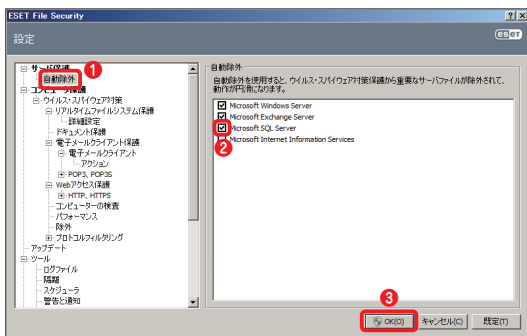 ESET File Security
設定
eset
サーバ保護
自動除外
コンピュータ保護
ウイルス・スパイウェア対策
リアルタイムファイルシステム保護
詳細設定
ドキュメント保護
電子メールクライアント保護
電子メールクライアント
アクション
POP3、POP3S
Webアクセス保護
HTTP、HTTPS
コンピューターの検査
パフォーマンス
除外
プロトコルフィルタリング
アップデート
ツール
ログファイル
隔離
スケジューラ
警告と通知
1
自動除外
自動除外を使用すると、ウイルス・スパイウェア対策保護から重要なサーバファイルが除外されて、
動作が円滑になります。
Microsoft Windows Server
Microsoft Exchange Server
Microsoft SQL Server
Microsoft Internet Information Services
2
3
OK(O)
キャンセル(C)
既定(T)